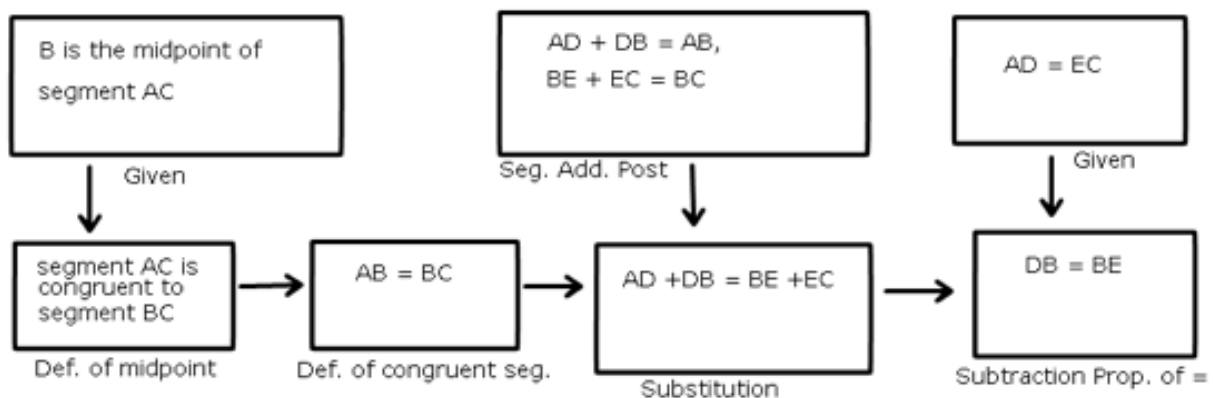 B is the midpoint of
segment AC
Given
AD + DB = AB,
BE + EC = BC
Seg. Add. Post
AD = EC
Given
segment AC is
congruent to
segment BC
Def. of midpoint
AB = BC
Def. of congruent seg.
AD +DB = BE +EC
Substitution
DB = BE
Subtraction Prop. of =